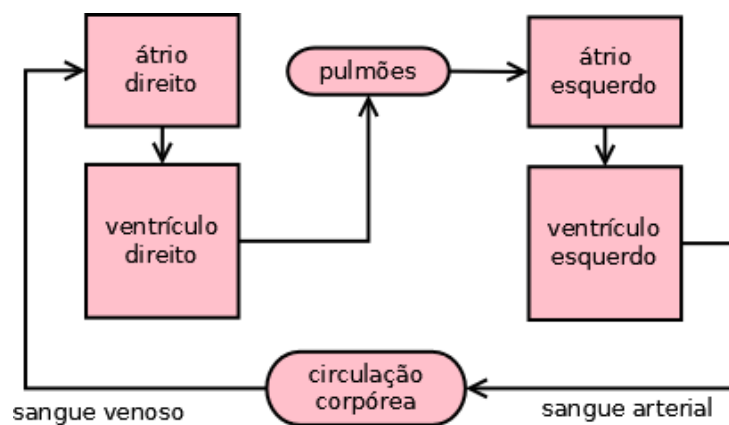 átrio
direito
pulmões
átrio
esquerdo
ventrículo
direito
ventrículo
esquerdo
circulação
corpórea
sangue venoso
sangue arterial